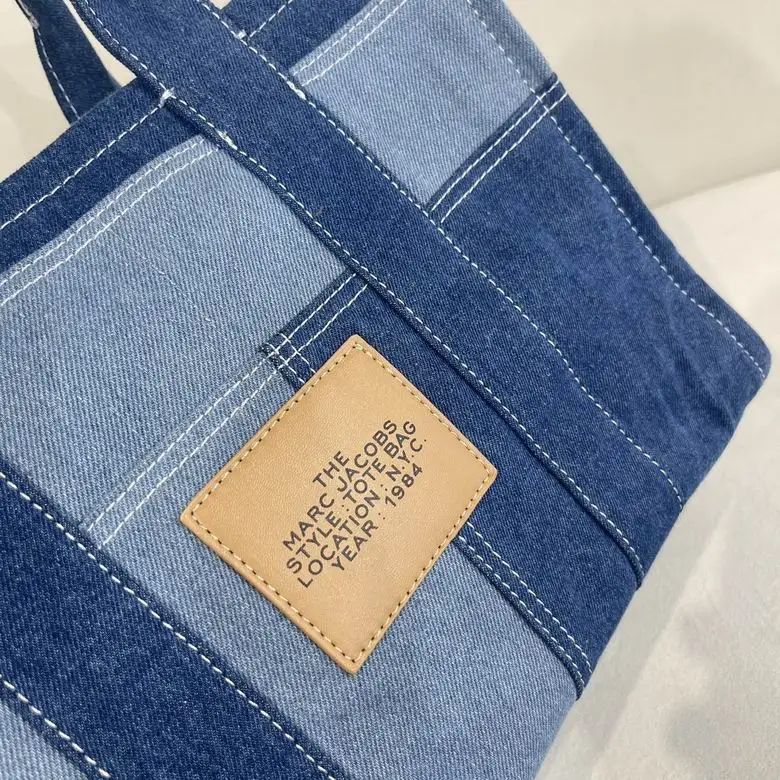 THE
MARC JACOBS
STYLE : TOTE BAG
LOCATION : N.Y.C.
YEAR : 1984